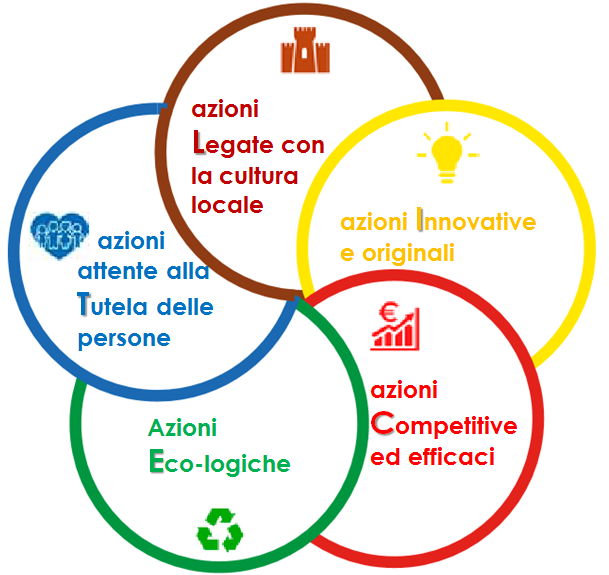 azioni
Legate con
la cultura
locale
azioni Innovative
e originali
azioni
attente alla
Tutela delle
persone
azioni
Competitive
ed efficaci
Azioni
Eco-logiche
€